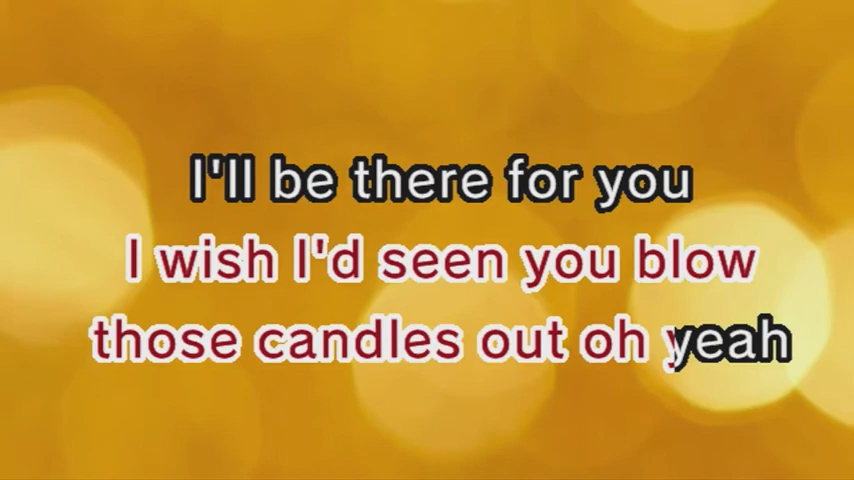 I'll be there for you
I wish I'd seen you blow
those candles out oh yeah